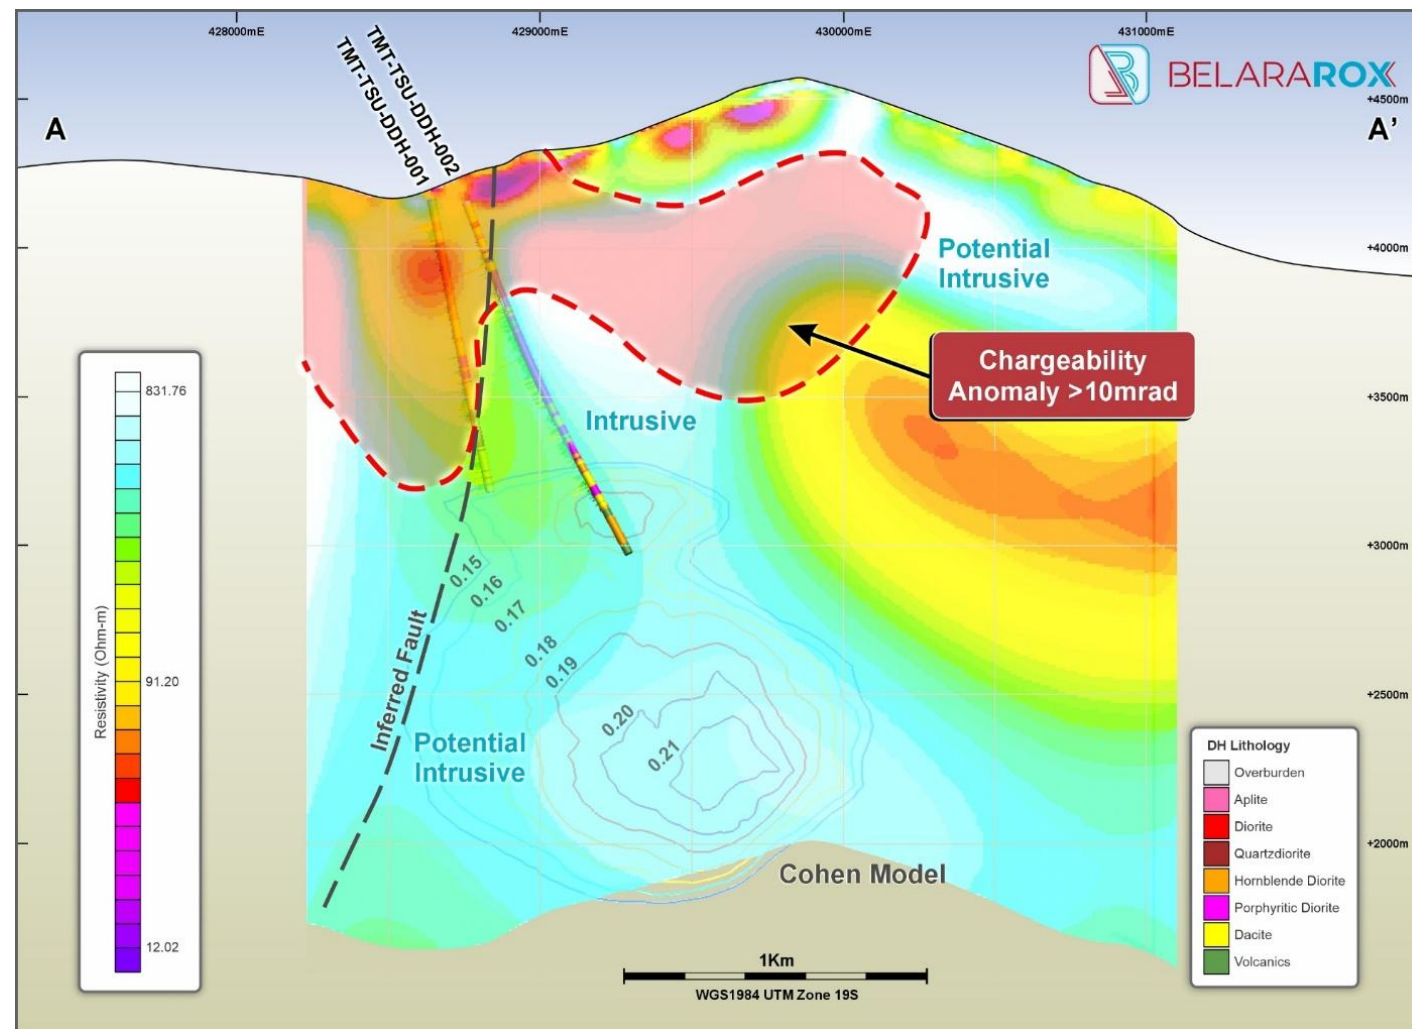 428000mE
429000mE
430000mE
431000mE
TMT-TSU-DDH-001
TMT-TSU-DDH-002
BELARAROX
A
A’
+4500m
+4000m
+3500m
+3000m
+2500m
+2000m
Potential
Intrusive
Chargeability
Anomaly >10mrad
Intrusive
831.76
91.20
12.02
Resistivity (Ohm-m)
0.15
0.16
0.17
0.18
0.19
0.20
0.21
Inferred Fault
Potential
Intrusive
Cohen Model
1Km
WGS1984 UTM Zone 19S
DH Lithology
Overburden
Aplite
Diorite
Quartzdiorite
Hornblende Diorite
Porphyritic Diorite
Dacite
Volcanics